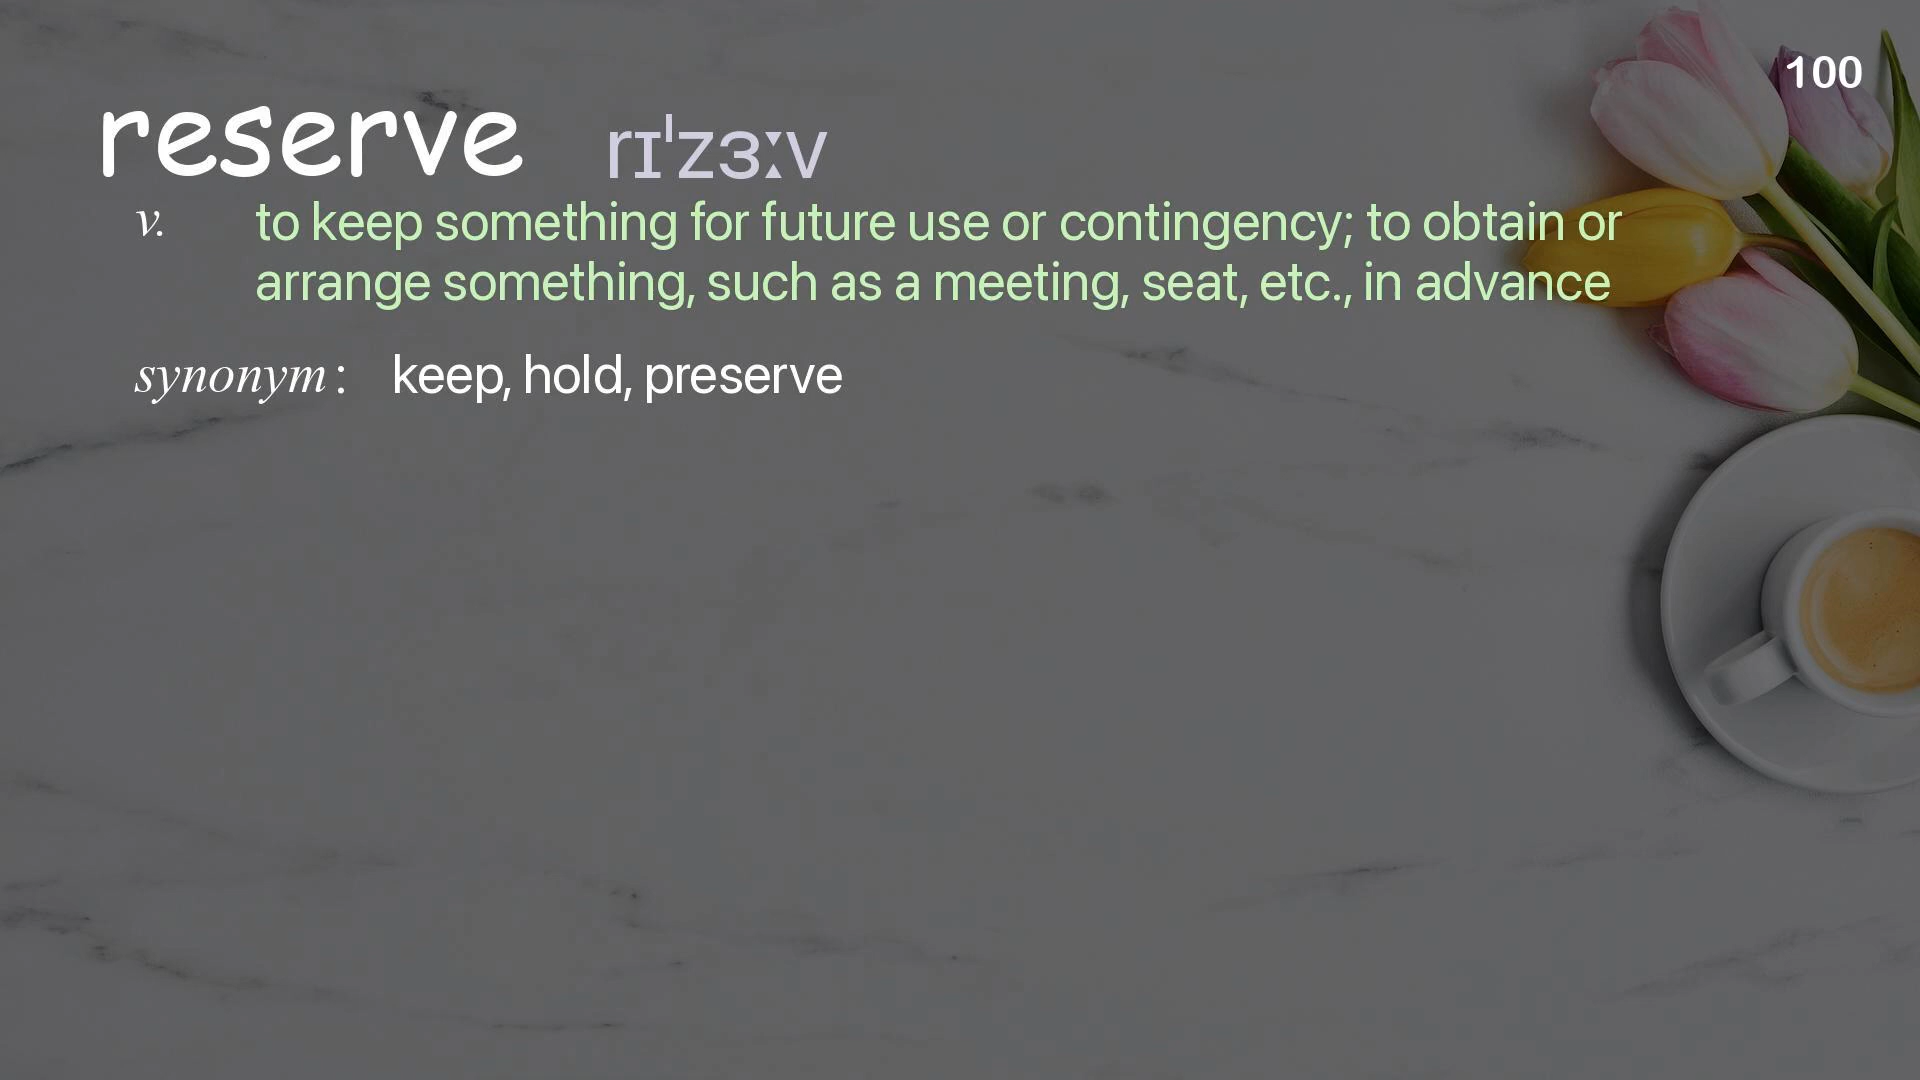 100
reserve rɪˈzɜːv
v. to keep something for future use or contingency; to obtain or
arrange something, such as a meeting, seat, etc., in advance
synonym : keep, hold, preserve